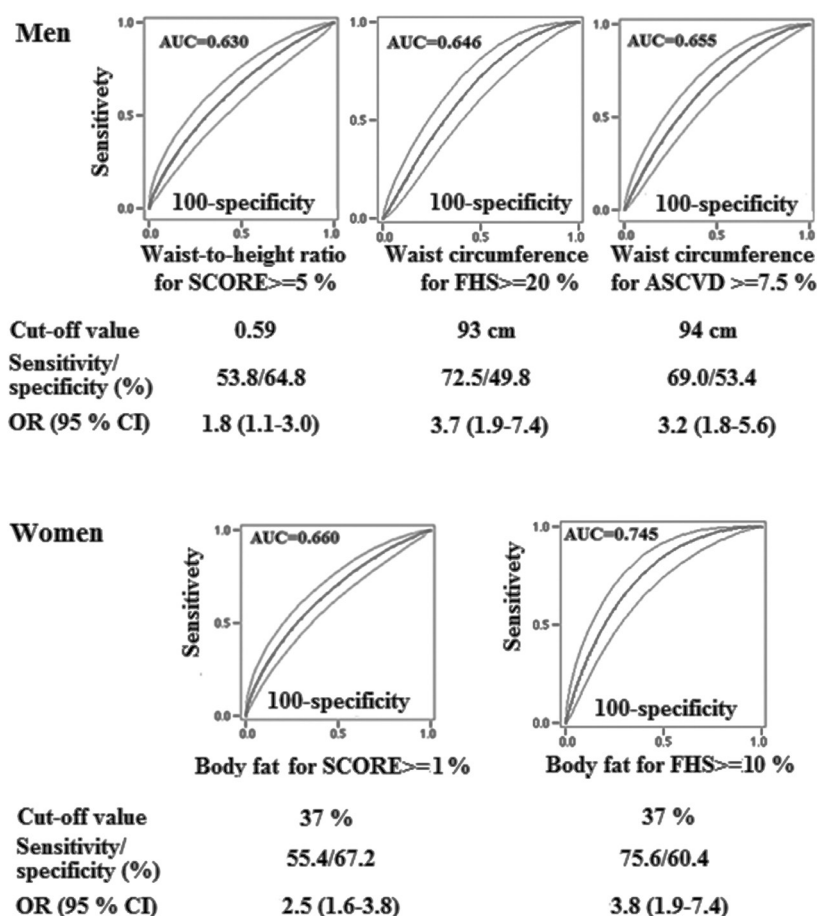 Men
AUC=0.630
AUC=0.646
AUC=0.655
Sensitivety
1.0
0.5
0.0
1.0
0.5
0.0
1.0
0.5
0.0
100-specificity
100-specificity
100-specificity
0.0 0.5 1.0
0.0 0.5 1.0
0.0 0.5 1.0
Waist-to-height ratio
for SCORE>=5 %
Waist circumference
for FHS>=20 %
Waist circumference
for ASCVD >=7.5 %
Cut-off value 0.59 93 cm 94 cm
Sensitivity/
specificity (%) 53.8/64.8 72.5/49.8 69.0/53.4
OR (95 % CI) 1.8 (1.1-3.0) 3.7 (1.9-7.4) 3.2 (1.8-5.6)
Women
AUC=0.660
AUC=0.745
Sensitivety
1.0
0.5
0.0
Sensitivety
1.0
0.5
0.0
100-specificity
100-specificity
0.0 0.5 1.0
0.0 0.5 1.0
Body fat for SCORE>=1 %
Body fat for FHS>=10 %
Cut-off value 37 % 37 %
Sensitivity/
specificity (%) 55.4/67.2 75.6/60.4
OR (95 % CI) 2.5 (1.6-3.8) 3.8 (1.9-7.4)